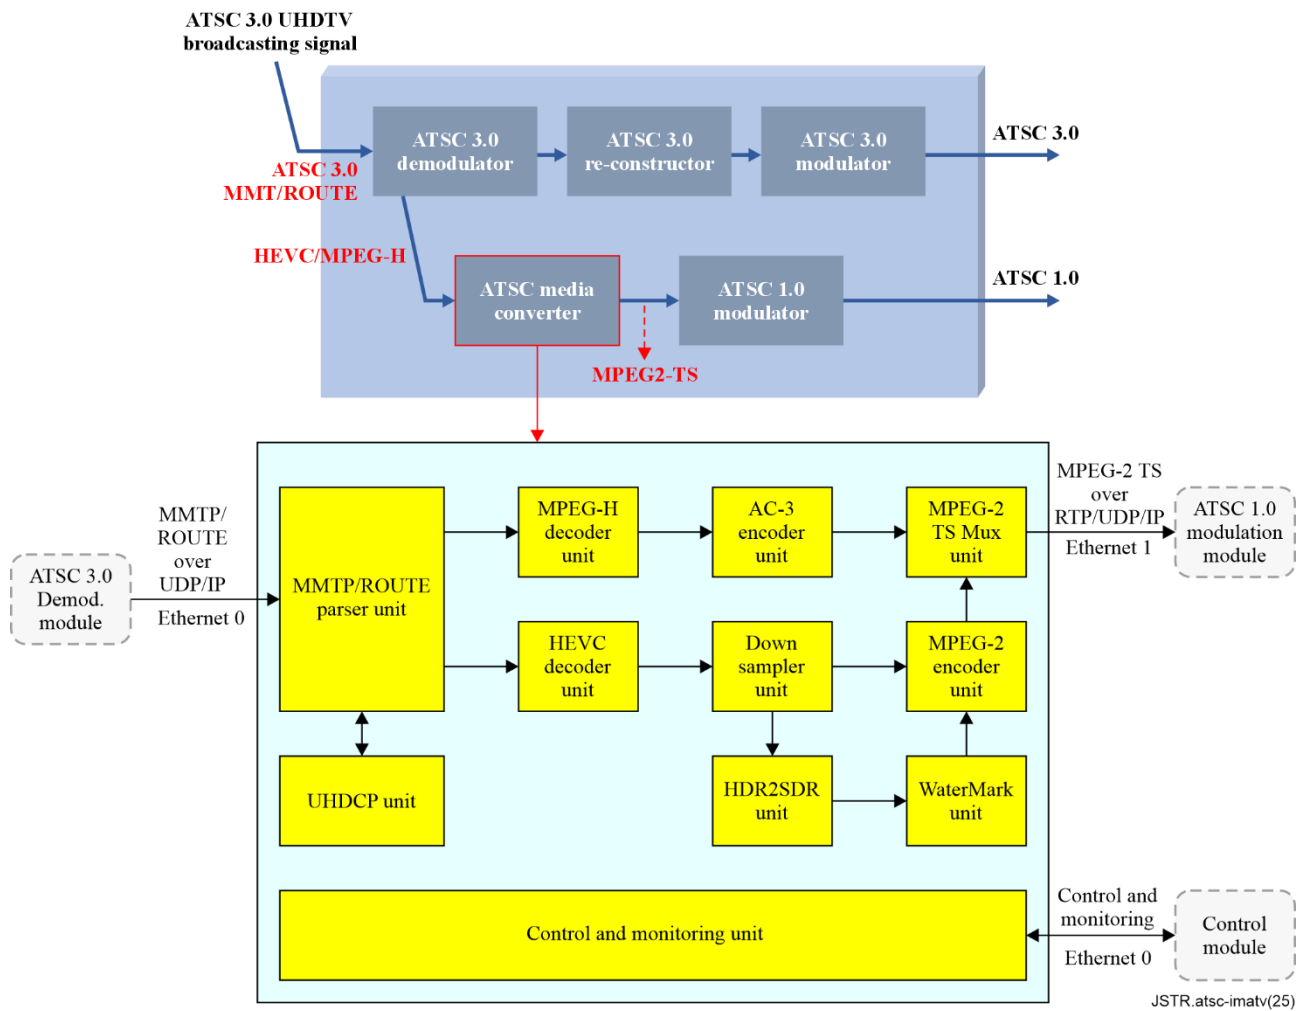 ATSC 3.0 UHDTV
broadcasting signal
ATSC 3.0
demodulator
ATSC 3.0
re-constructor
ATSC 3.0
modulator
ATSC 3.0
ATSC 3.0
MMT/ROUTE
HEVC/MPEG-H
ATSC media
converter
ATSC 1.0
modulator
ATSC 1.0
MPEG2-TS
ATSC 3.0
Demod.
module
MMTP/
ROUTE
over
UDP/IP
Ethernet 0
MMTP/ROUTE
parser unit
MPEG-H
decoder
unit
AC-3
encoder
unit
MPEG-2
TS Mux
unit
MPEG-2 TS
over
RTP/UDP/IP
Ethernet 1
ATSC 1.0
modulation
module
HEVC
decoder
unit
Down
sampler
unit
MPEG-2
encoder
unit
UHDCP unit
HDR2SDR
unit
WaterMark
unit
Control and monitoring unit
Control and
monitoring
Ethernet 0
Control
module
JSTR.atsc-imatv(25)